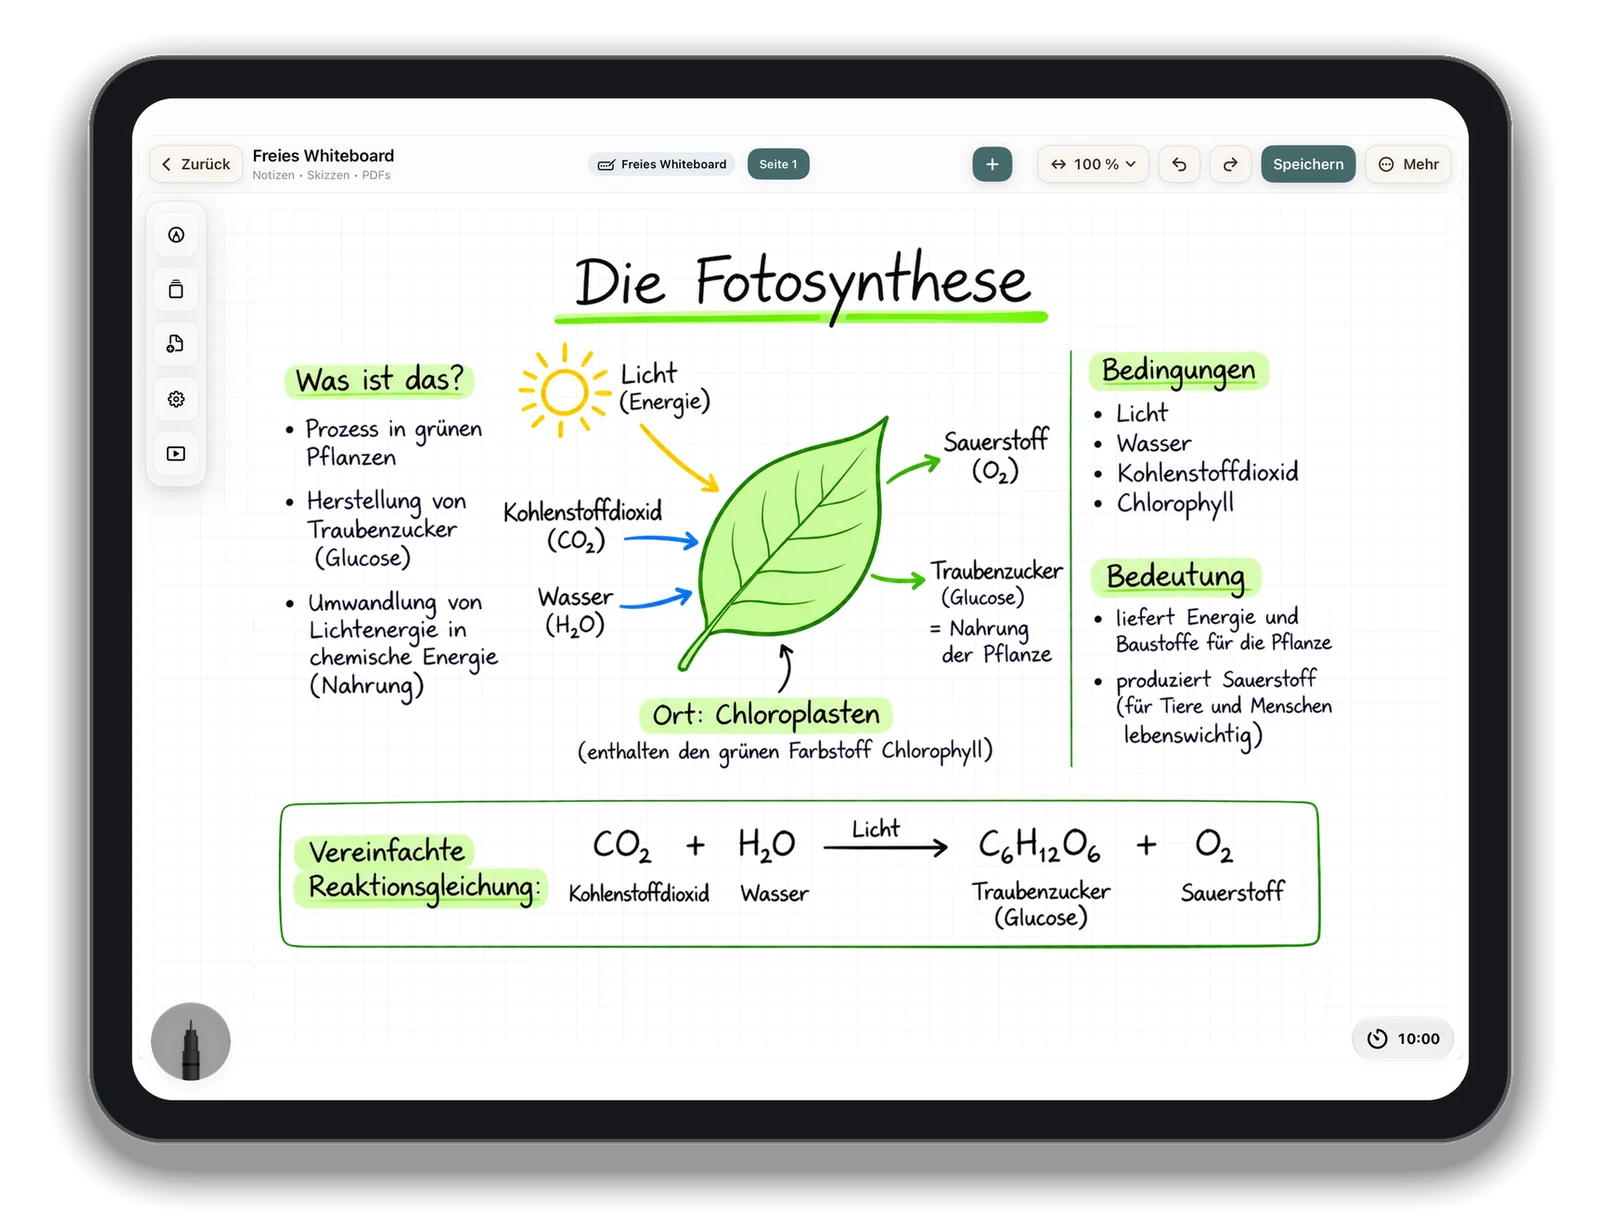 Zurück
Freies Whiteboard
Notizen • Skizzen • PDFs
Freies Whiteboard
Seite 1
+
100 %
Speichern
Mehr
Die Fotosynthese
Was ist das?
• Prozess in grünen
Pflanzen
• Herstellung von
Traubenzucker
(Glucose)
• Umwandlung von
Lichtenergie in
chemische Energie
(Nahrung)
Licht
(Energie)
Kohlenstoffdioxid
(CO₂)
Wasser
(H₂O)
Sauerstoff
(O₂)
Traubenzucker
(Glucose)
= Nahrung
der Pflanze
Ort: Chloroplasten
(enthalten den grünen Farbstoff Chlorophyll)
Bedingungen
• Licht
• Wasser
• Kohlenstoffdioxid
• Chlorophyll
Bedeutung
• liefert Energie und
Baustoffe für die Pflanze
• produziert Sauerstoff
(für Tiere und Menschen
lebenswichtig)
Vereinfachte
Reaktionsgleichung:
Licht
CO₂ + H₂O → C₆H₁₂O₆ + O₂
Kohlenstoffdioxid Wasser Traubenzucker Sauerstoff
(Glucose)
10:00